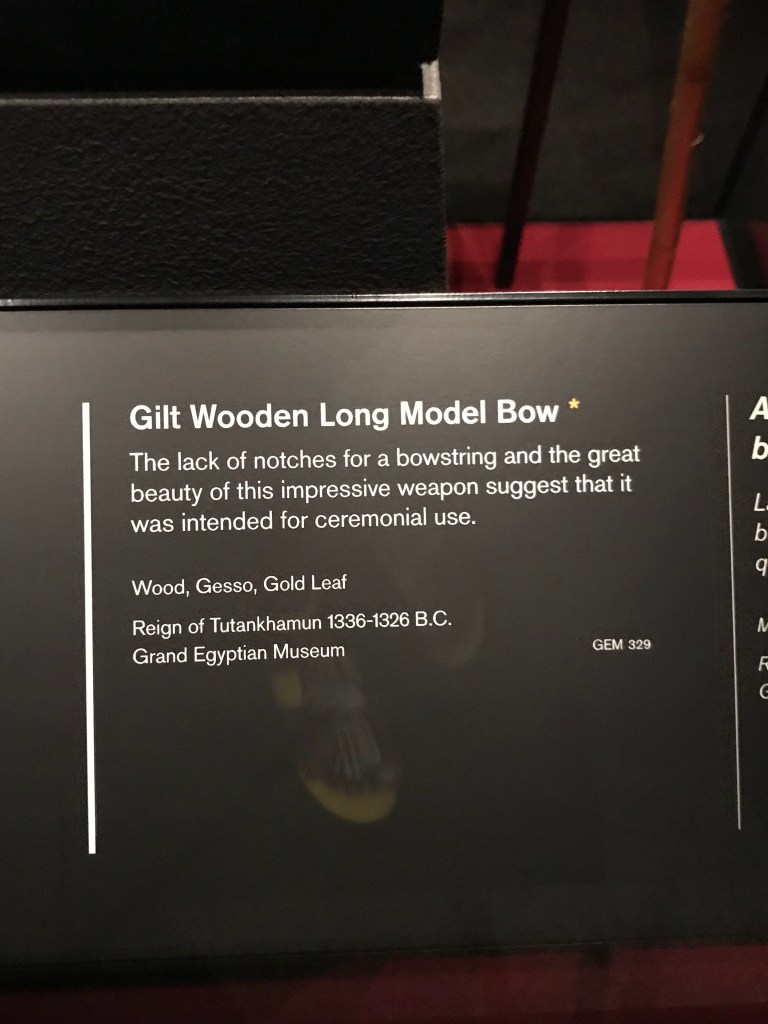 Gilt Wooden Long Model Bow *
The lack of notches for a bowstring and the great
beauty of this impressive weapon suggest that it
was intended for ceremonial use.
Wood, Gesso, Gold Leaf
Reign of Tutankhamun 1336-1326 B.C.
Grand Egyptian Museum
GEM 329